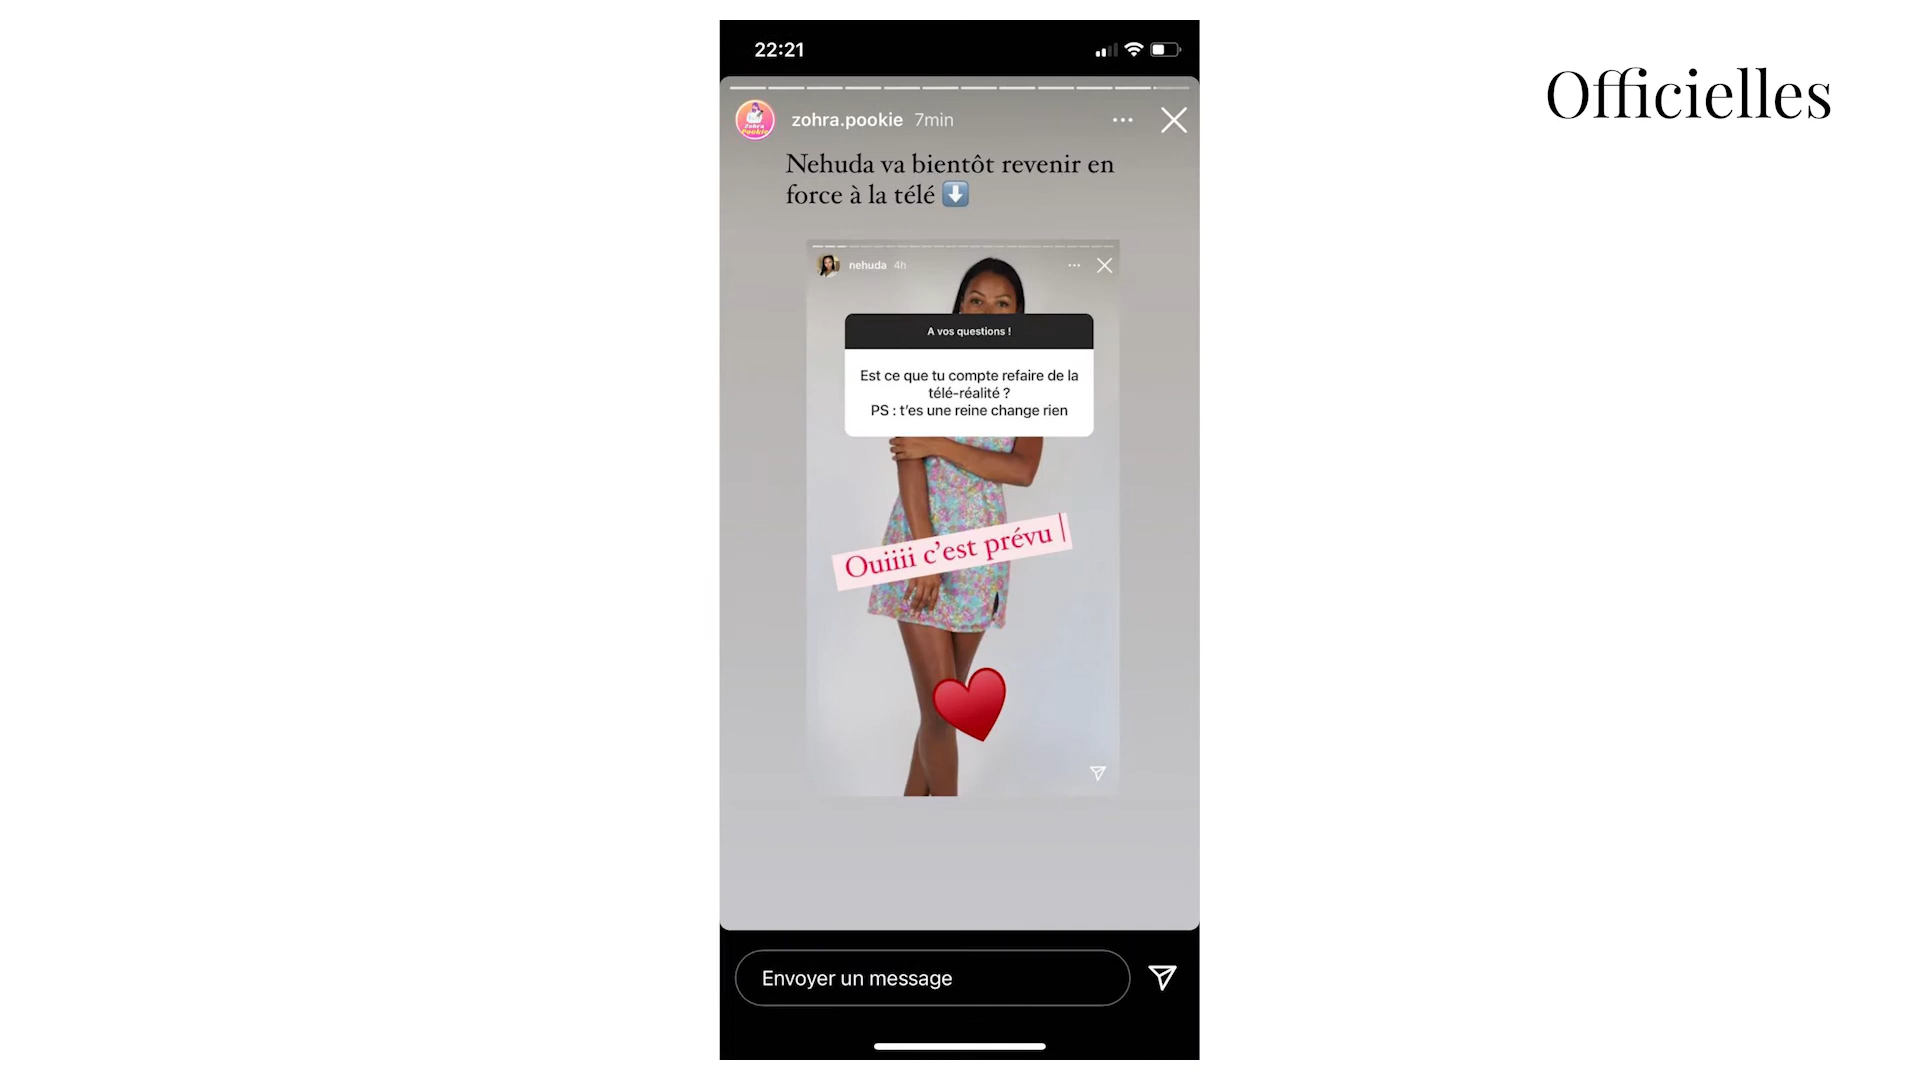 22:21
Officielles
Zohra
Pookie
zohra.pookie 7min
Nehuda va bientôt revenir en
force à la télé ⬇️
nehuda 4h
A vos questions !
Est ce que tu compte refaire de la
télé-réalité ?
PS : t'es une reine change rien
Ouiiii c'est prévu |
Envoyer un message